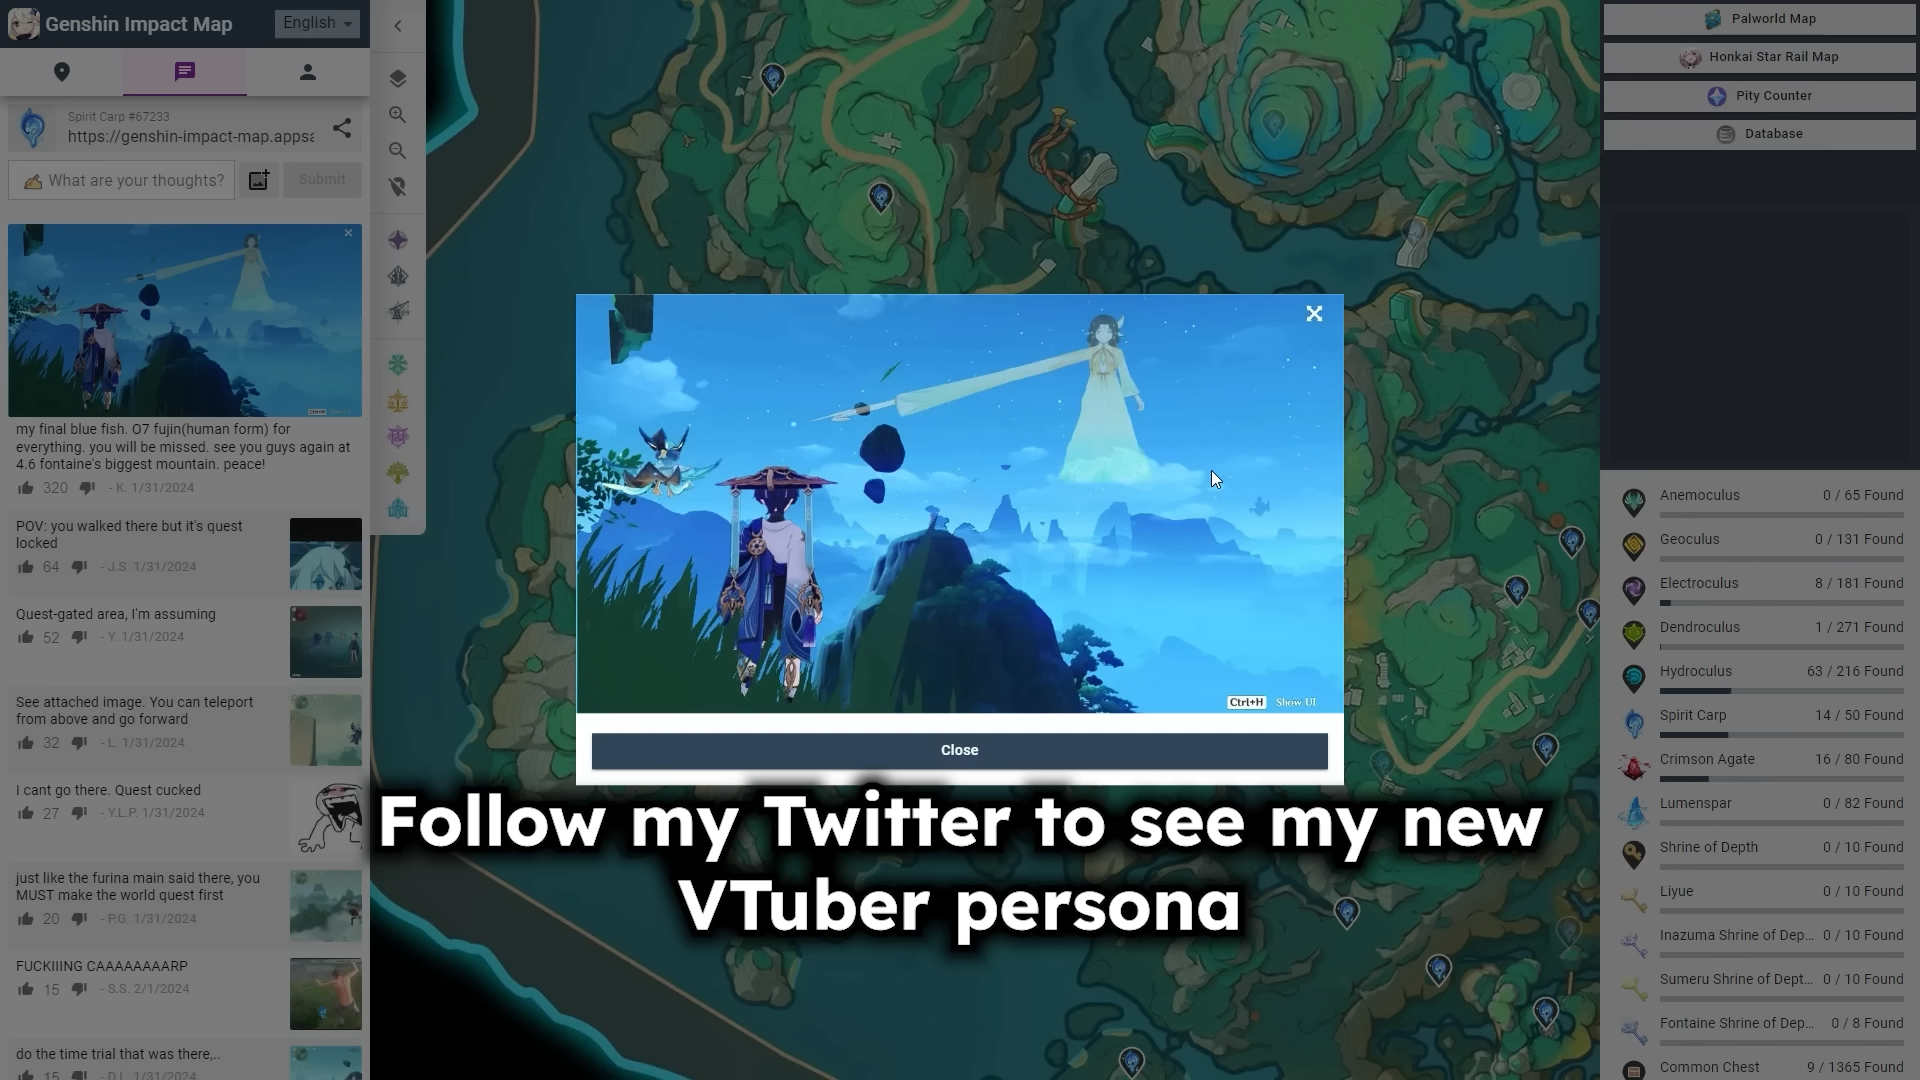 Genshin Impact Map
English
Spirit Carp #67233
https://genshin-impact-map.appsa
What are your thoughts?
Submit
my final blue fish. O7 fujin(human form) for
everything. you will be missed. see you guys again at
4.6 fontaine's biggest mountain. peace!
320 - K. 1/31/2024
POV: you walked there but it's quest
locked
64 - J.S. 1/31/2024
Quest-gated area, I'm assuming
52 - Y. 1/31/2024
See attached image. You can teleport
from above and go forward
32 - L. 1/31/2024
I cant go there. Quest cucked
27 - Y.L.P. 1/31/2024
just like the furina main said there, you
MUST make the world quest first
20 - P.G. 1/31/2024
FUCKIIING CAAAAAAARP
15 - S.S. 2/1/2024
do the time trial that was there,..
15 - D.L. 1/31/2024
Ctrl+H Show UI
Close
Follow my Twitter to see my new
VTuber persona
Palworld Map
Honkai Star Rail Map
Pity Counter
Database
Anemoculus 0 / 65 Found
Geoculus 0 / 131 Found
Electroculus 8 / 181 Found
Dendroculus 1 / 271 Found
Hydroculus 63 / 216 Found
Spirit Carp 14 / 50 Found
Crimson Agate 16 / 80 Found
Lumenspar 0 / 82 Found
Shrine of Depth 0 / 10 Found
Liyue 0 / 10 Found
Inazuma Shrine of Dep... 0 / 10 Found
Sumeru Shrine of Dept... 0 / 10 Found
Fontaine Shrine of Dep... 0 / 8 Found
Common Chest 9 / 1365 Found